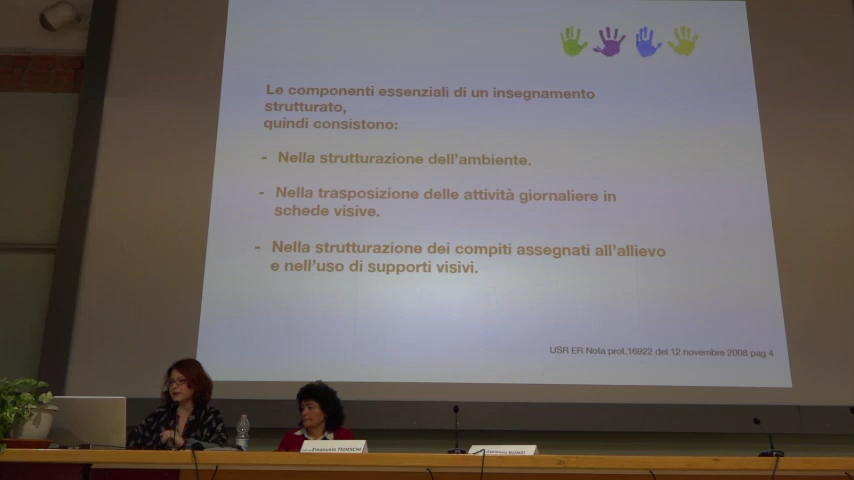 Le componenti essenziali di un insegnamento
strutturato,
quindi consistono:
- Nella strutturazione dell'ambiente.
- Nella trasposizione delle attività giornaliere in
schede visive.
- Nella strutturazione dei compiti assegnati all'allievo
e nell'uso di supporti visivi.
USR ER Nota prot.16922 del 12 novembre 2008 pag 4
Emanuela TEDESCHI